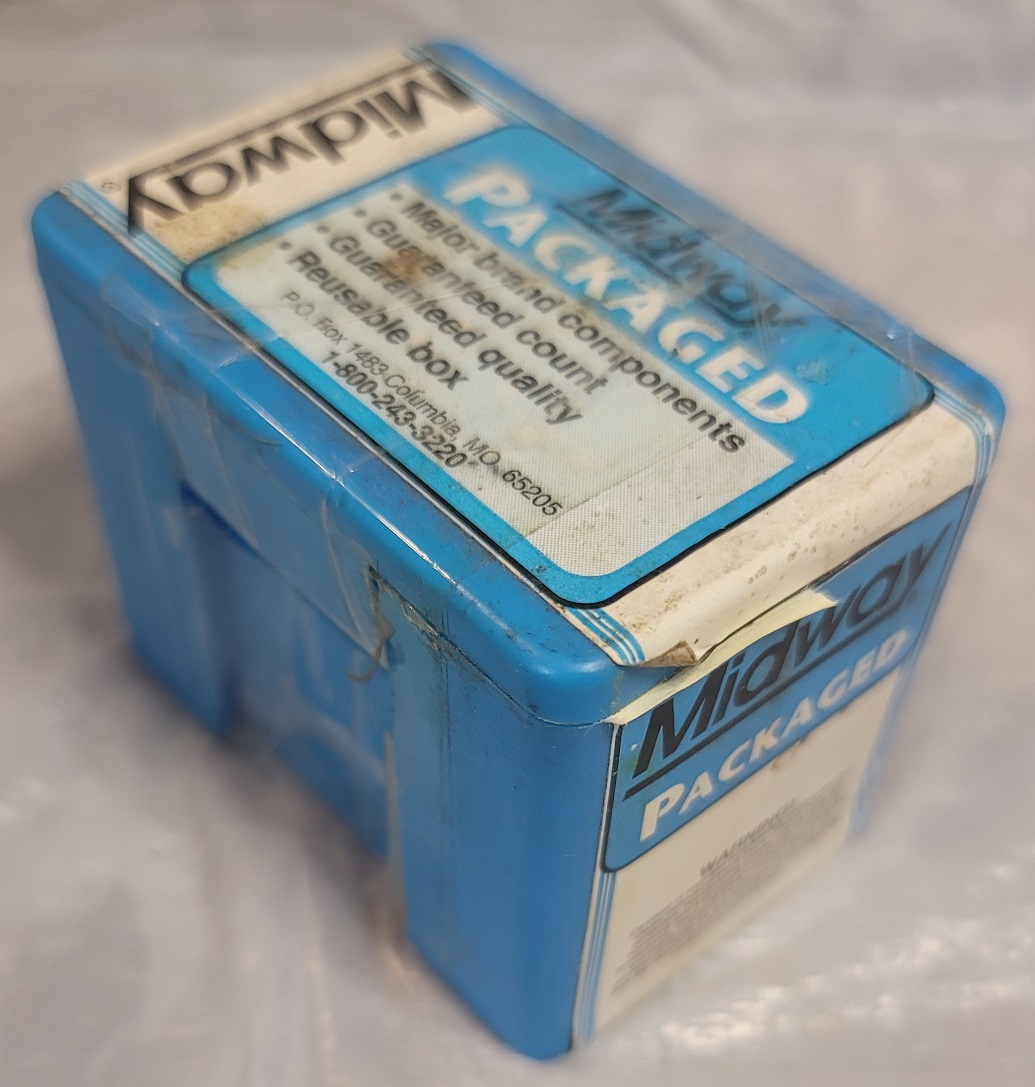 Midway®
Midway
PACKAGED
• Major brand components
• Guaranteed count
• Guaranteed quality
• Reusable box
P.O. Box 1483 Columbia, MO. 65205
1-800-243-3220
Midway
PACKAGED
WARNING!